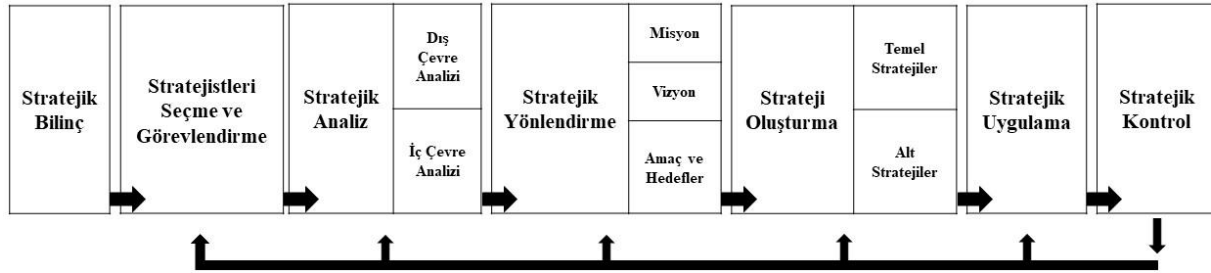 Stratejik
Bilinç
Stratejistleri
Seçme ve
Görevlendirme
Stratejik
Analiz
Dış
Çevre
Analizi
İç Çevre
Analizi
Stratejik
Yönlendirme
Misyon
Vizyon
Amaç ve
Hedefler
Strateji
Oluşturma
Temel
Stratejiler
Alt
Stratejiler
Stratejik
Uygulama
Stratejik
Kontrol